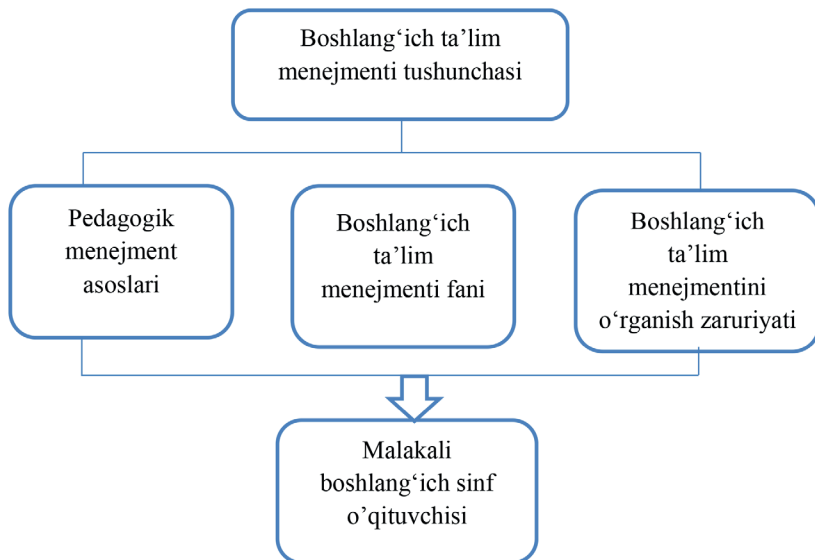 Boshlang‘ich ta’lim
menejmenti tushunchasi
Pedagogik
menejment
asoslari
Boshlang‘ich
ta’lim
menejmenti fani
Boshlang‘ich
ta’lim
menejmentini
o‘rganish zaruriyati
Malakali
boshlang‘ich sinf
o’qituvchisi